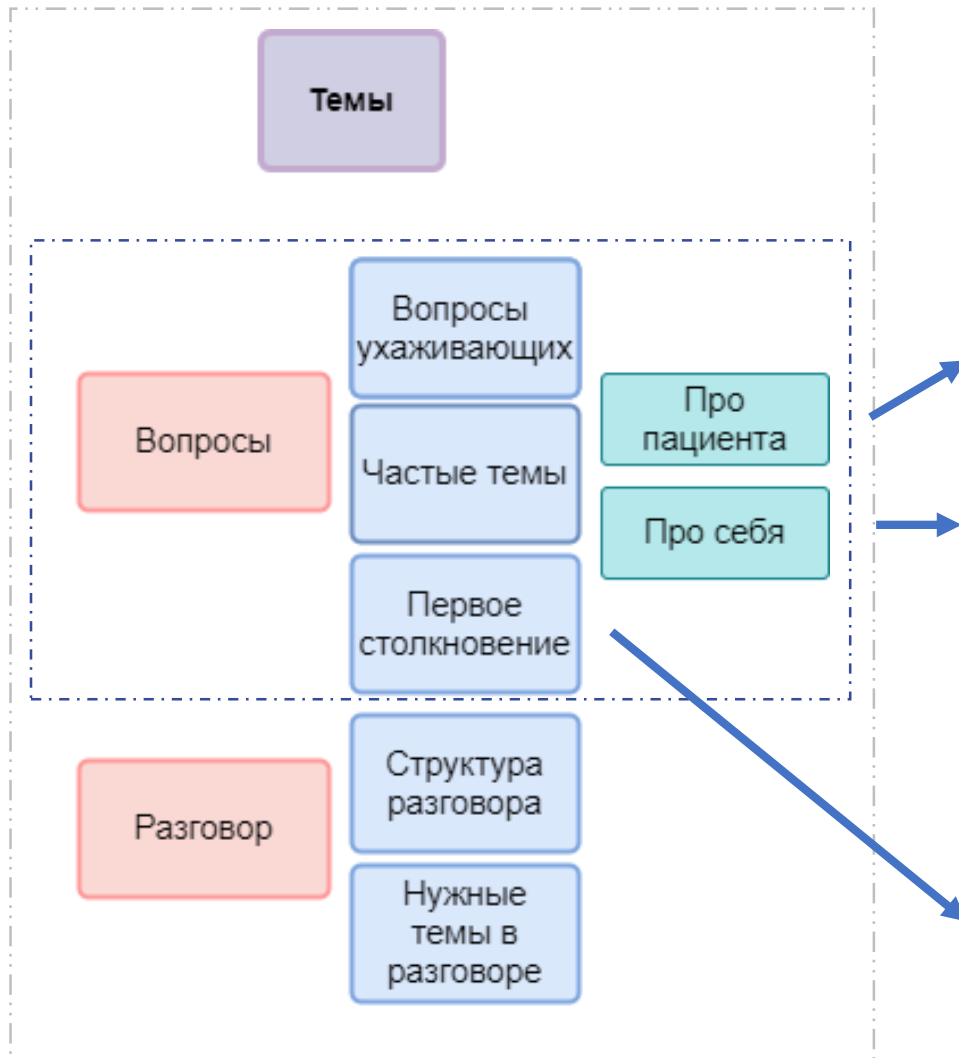 Темы
Вопросы
Вопросы
ухаживающих
Частые темы
Первое
столкновение
Про
пациента
Про себя
Разговор
Структура
разговора
Нужные
темы в
разговоре